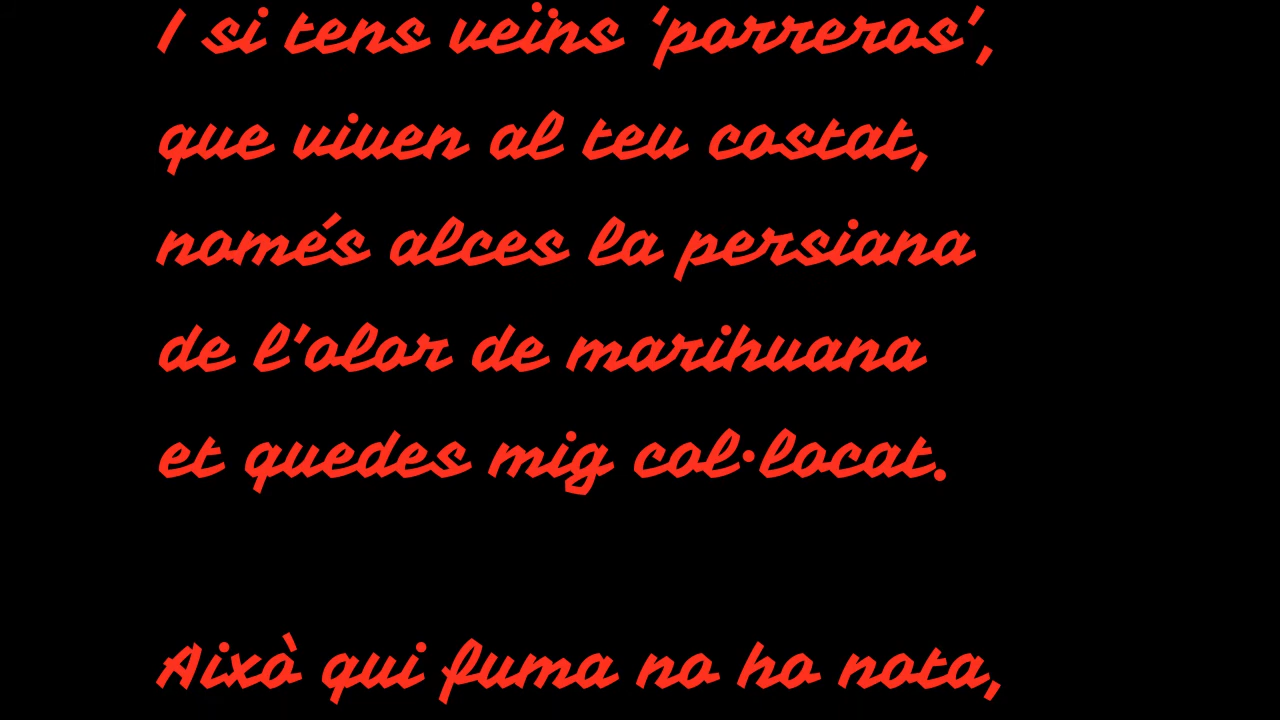 I si tens veïns ‘porreros’,
que viuen al teu costat,
només alces la persiana
de l’olor de marihuana
et quedes mig col·locat.
Això qui fuma no ho nota,